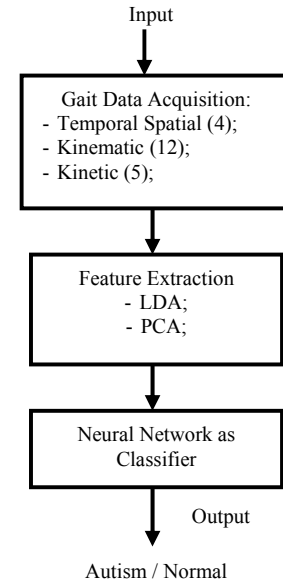 Input
Gait Data Acquisition:
- Temporal Spatial (4);
- Kinematic (12)
- Kinetic (5);
Feature Extraction
- LDA;
- PCA;
Neural Network as
Classifier
Output
Autism / Normal